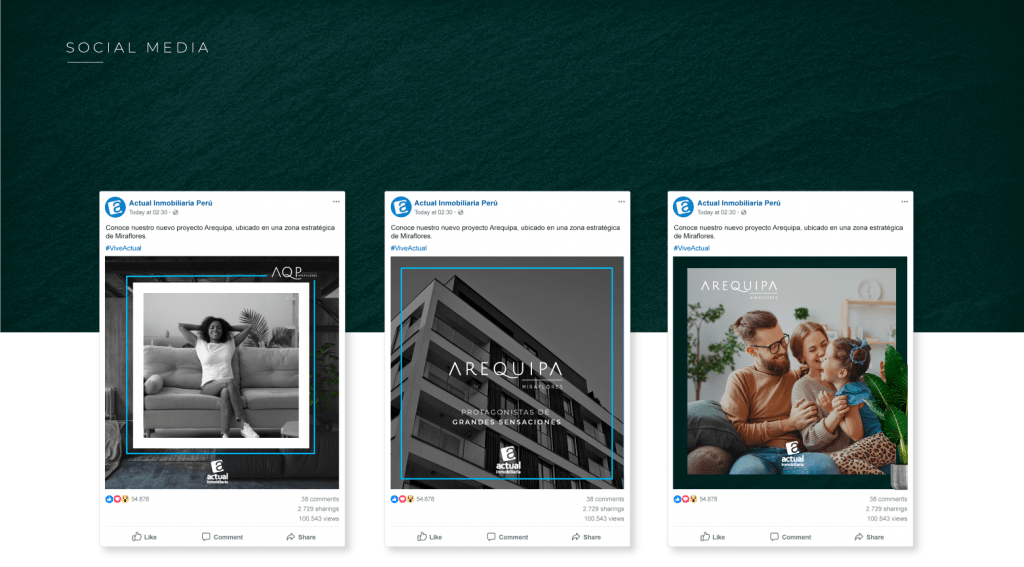 SOCIAL MEDIA
Actual Inmobiliaria Perú
Today at 02:30 ·
Conoce nuestro nuevo proyecto Arequipa, ubicado en una zona estratégica
de Miraflores.
#ViveActual
AQP
MIRAFLORES
actual
Inmobiliaria
54.878
38 comments
2.729 sharings
100.543 views
Like
Comment
Share
Actual Inmobiliaria Perú
Today at 02:30 ·
Conoce nuestro nuevo proyecto Arequipa, ubicado en una zona estratégica
de Miraflores.
#ViveActual
AREQUIPA
MIRAFLORES
PROTAGONISTAS DE
GRANDES SENSACIONES
actual
Inmobiliaria
54.878
38 comments
2.729 sharings
100.543 views
Like
Comment
Share
Actual Inmobiliaria Perú
Today at 02:30 ·
Conoce nuestro nuevo proyecto Arequipa, ubicado en una zona estratégica
de Miraflores.
#ViveActual
AREQUIPA
MIRAFLORES
actual
Inmobiliaria
54.878
38 comments
2.729 sharings
100.543 views
Like
Comment
Share